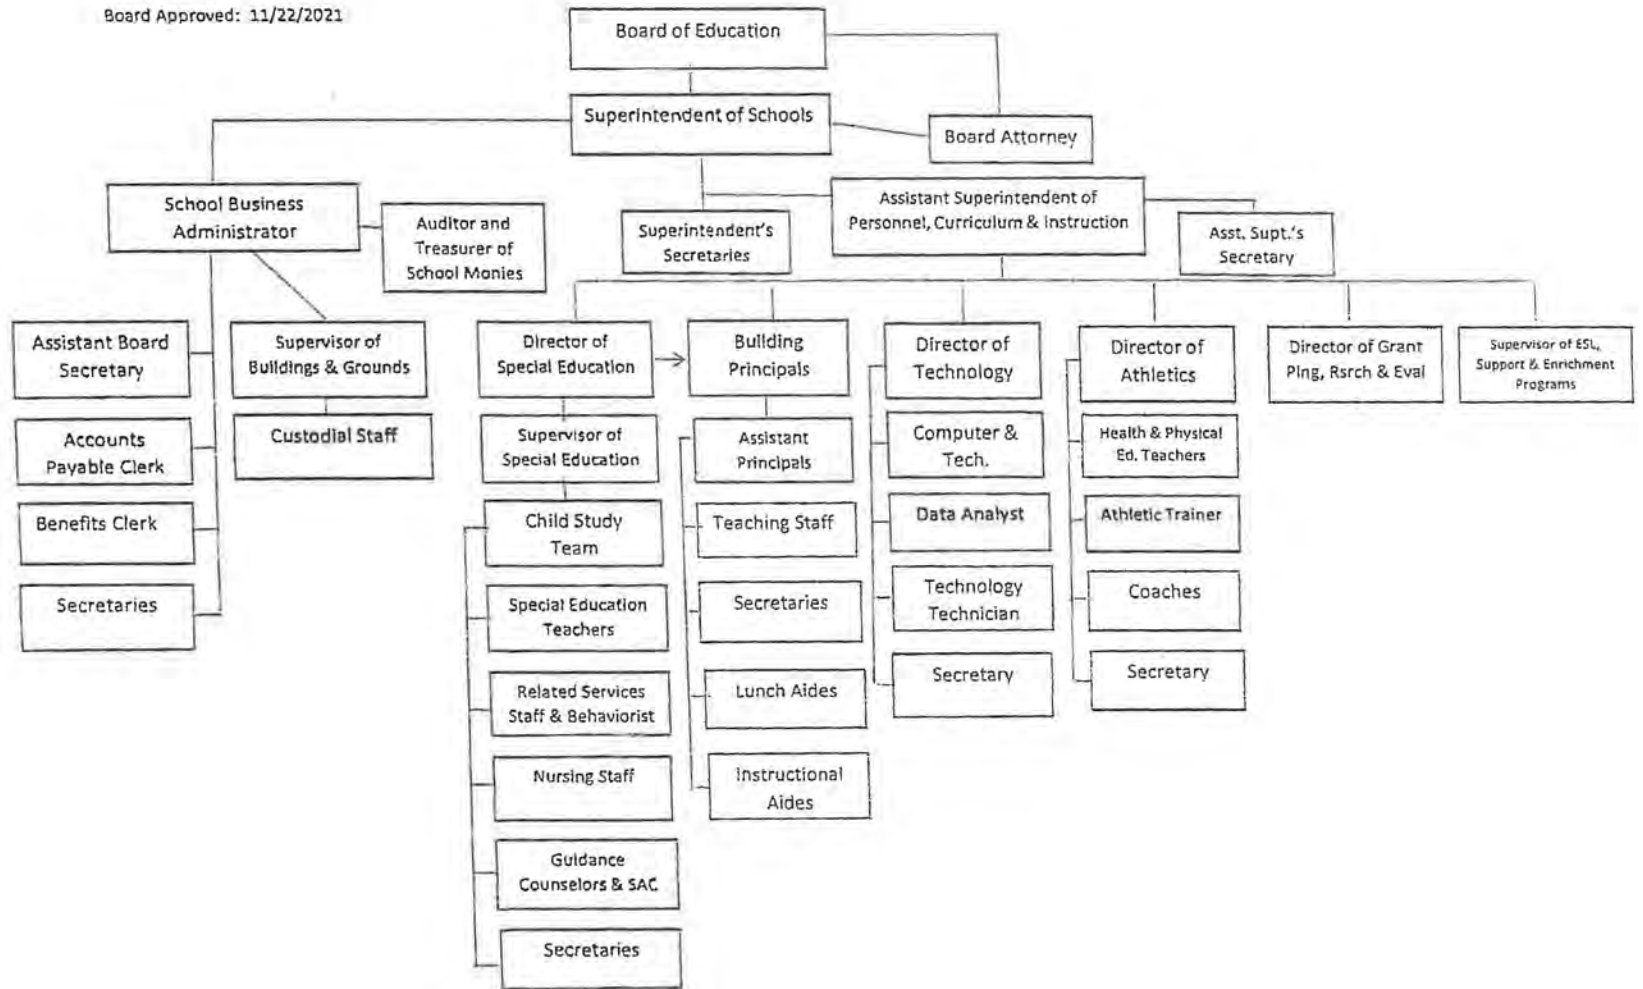 Board Approved: 11/22/2021
Board of Education
Superintendent of Schools
Board Attorney
School Business
Administrator
Auditor and
Treasurer of
School Monies
Superintendent's
Secretaries
Assistant Superintendent of
Personnel, Curriculum & Instruction
Asst. Supt.'s
Secretary
Assistant Board
Secretary
Supervisor of
Buildings & Grounds
Director of
Special Education
Building
Principals
Director of
Technology
Director of
Athletics
Director of Grant
Plng, Rsrch & Eval
Supervisor of ESL,
Support & Enrichment
Programs
Accounts
Payable Clerk
Custodial Staff
Supervisor of
Special Education
Assistant
Principals
Computer &
Tech.
Health & Physical
Ed. Teachers
Benefits Clerk
Child Study
Team
Teaching Staff
Data Analyst
Athletic Trainer
Secretaries
Special Education
Teachers
Secretaries
Technology
Technician
Coaches
Related Services
Staff & Behaviorist
Lunch Aides
Secretary
Secretary
Nursing Staff
Instructional
Aides
Guidance
Counselors & SAC
Secretaries